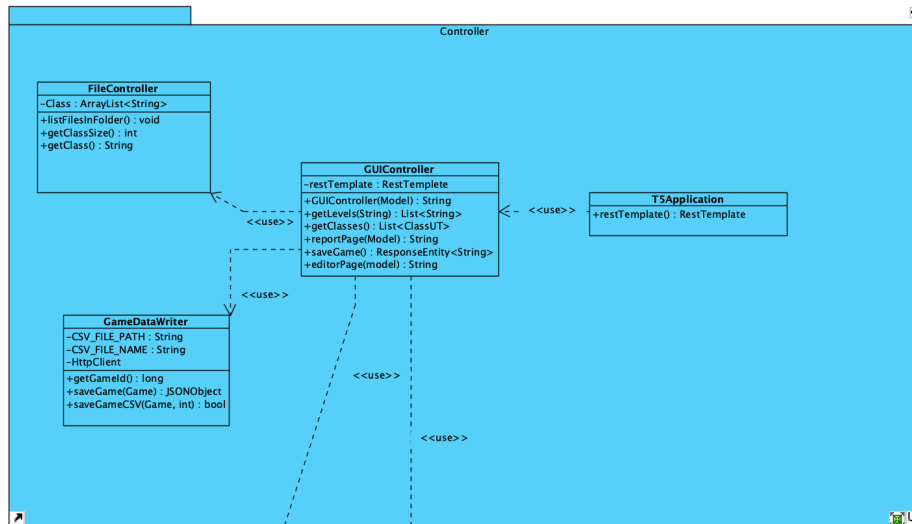 Controller
FileController
-Class : ArrayList<String>
+listFilesInFolder() : void
+getClassSize() : int
+getClass() : String
GUIController
-restTemplate : RestTemplete
+GUIController(Model) : String
+getLevels(String) : List<String>
+getClasses() : List<ClassUT>
+reportPage(Model) : String
+saveGame() : ResponseEntity<String>
+editorPage(model) : String
T5Application
+restTemplate() : RestTemplate
<<use>>
<<use>>
<<use>>
GameDataWriter
-CSV_FILE_PATH : String
-CSV_FILE_NAME : String
-HttpClient
+getGameId() : long
+saveGame(Game) : JSONObject
+saveGameCSV(Game, int) : bool
<<use>>
<<use>>